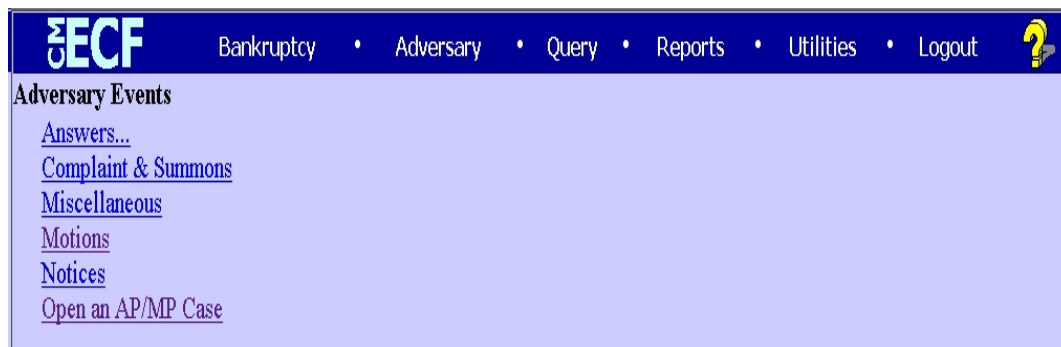 CM ECF Bankruptcy • Adversary • Query • Reports • Utilities • Logout ?
Adversary Events
Answers...
Complaint & Summons
Miscellaneous
Motions
Notices
Open an AP/MP Case